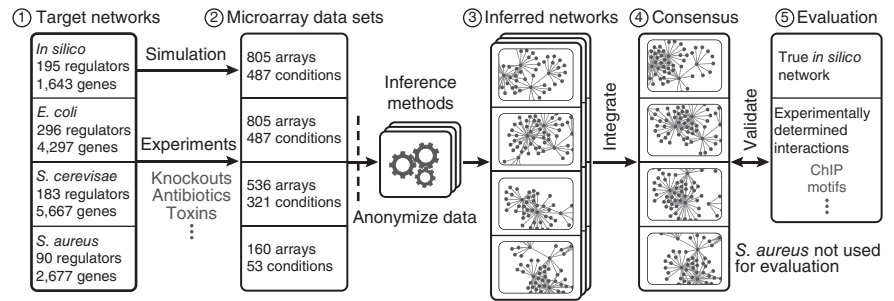 ① Target networks
② Microarray data sets
③ Inferred networks
④ Consensus
⑤ Evaluation
In silico
195 regulators
1,643 genes
E. coli
296 regulators
4,297 genes
S. cerevisae
183 regulators
5,667 genes
S. aureus
90 regulators
2,677 genes
Simulation
Experiments
Knockouts
Antibiotics
Toxins
⋮
805 arrays
487 conditions
805 arrays
487 conditions
536 arrays
321 conditions
160 arrays
53 conditions
Inference
methods
Anonymize data
Integrate
Validate
True in silico
network
Experimentally
determined
interactions
ChIP
motifs
⋮
S. aureus not used
for evaluation